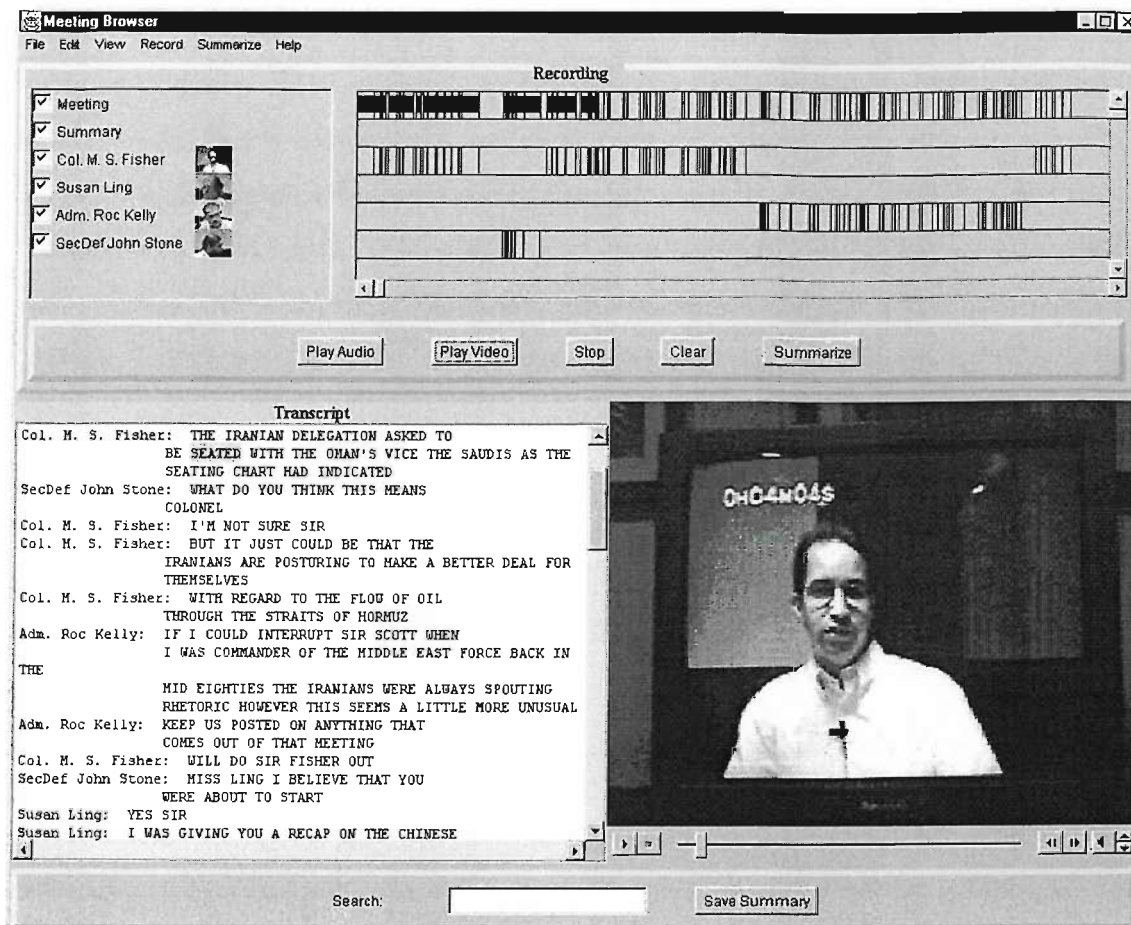 Meeting Browser
File Edit View Record Summarize Help
Recording
Meeting
Summary
Col. M. S. Fisher
Susan Ling
Adm. Roc Kelly
SecDef John Stone
Play Audio Play Video Stop Clear Summarize
Transcript
Col. M. S. Fisher: THE IRANIAN DELEGATION ASKED TO
BE SEATED WITH THE OMAN'S VICE THE SAUDIS AS THE
SEATING CHART HAD INDICATED
SecDef John Stone: WHAT DO YOU THINK THIS MEANS
COLONEL
Col. M. S. Fisher: I'M NOT SURE SIR
Col. M. S. Fisher: BUT IT JUST COULD BE THAT THE
IRANIANS ARE POSTURING TO MAKE A BETTER DEAL FOR
THEMSELVES
Col. M. S. Fisher: WITH REGARD TO THE FLOW OF OIL
THROUGH THE STRAITS OF HORMUZ
Adm. Roc Kelly: IF I COULD INTERRUPT SIR SCOTT WHEN
I WAS COMMANDER OF THE MIDDLE EAST FORCE BACK IN
THE
MID EIGHTIES THE IRANIANS WERE ALWAYS SPOUTING
RHETORIC HOWEVER THIS SEEMS A LITTLE MORE UNUSUAL
Adm. Roc Kelly: KEEP US POSTED ON ANYTHING THAT
COMES OUT OF THAT MEETING
Col. M. S. Fisher: WILL DO SIR FISHER OUT
SecDef John Stone: MISS LING I BELIEVE THAT YOU
WERE ABOUT TO START
Susan Ling: YES SIR
Susan Ling: I WAS GIVING YOU A RECAP ON THE CHINESE
0H04M04S
Search:
Save Summary